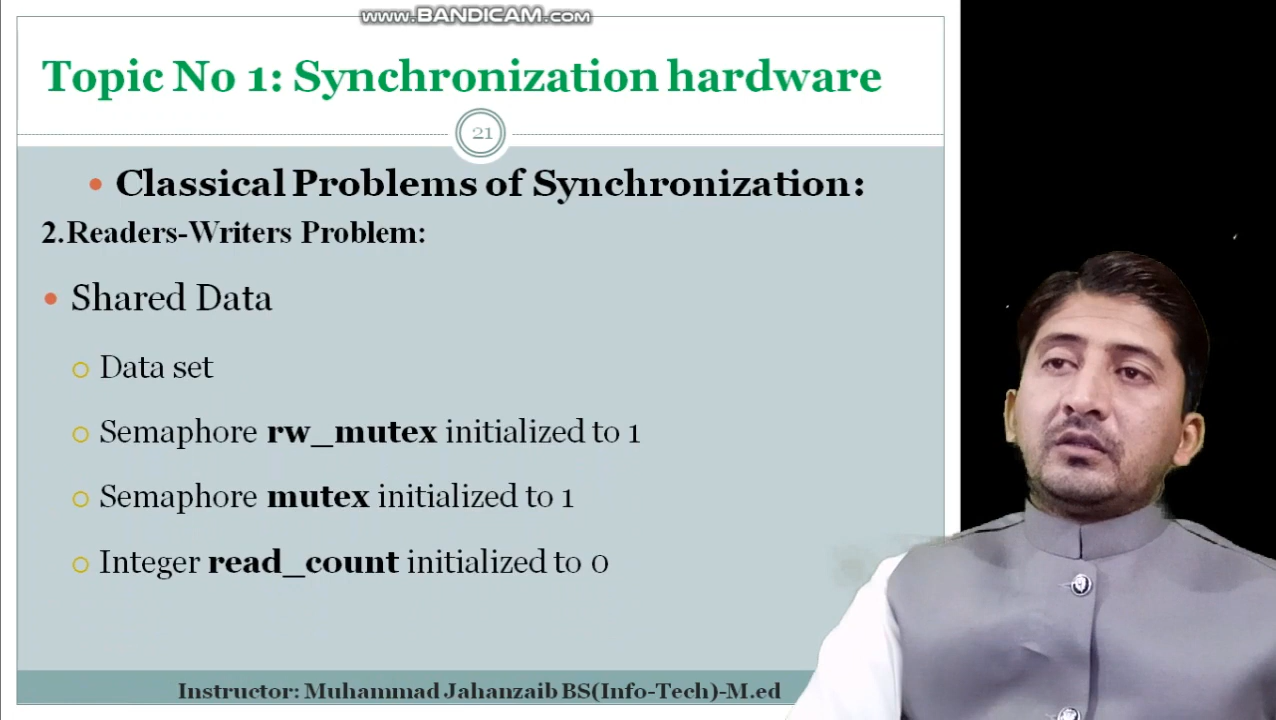 www.BANDICAM.com
Topic No 1: Synchronization hardware
21
• Classical Problems of Synchronization:
2.Readers-Writers Problem:
• Shared Data
○ Data set
○ Semaphore rw_mutex initialized to 1
○ Semaphore mutex initialized to 1
○ Integer read_count initialized to 0
Instructor: Muhammad Jahanzaib BS(Info-Tech)-M.ed